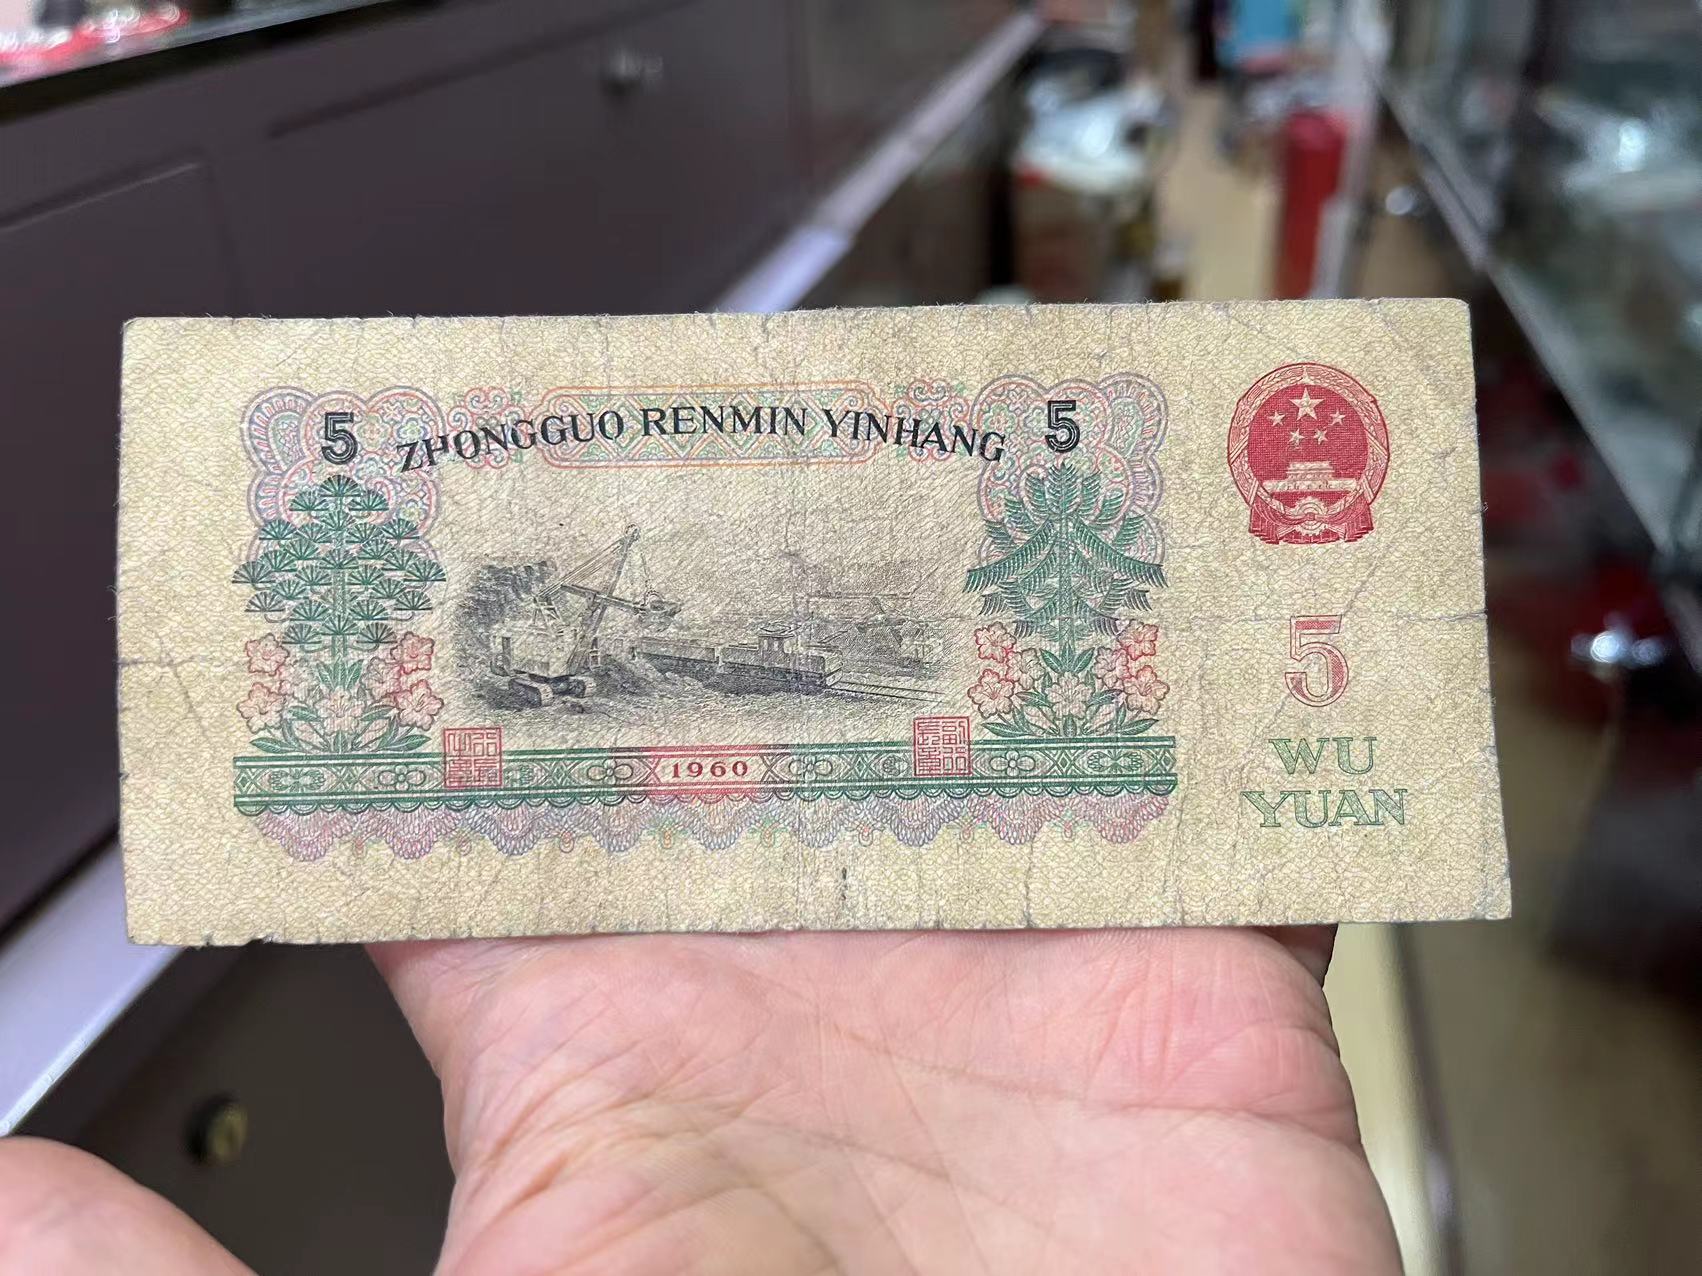 5 ZHONGGUO RENMIN YINHANG 5
5
WU
YUAN
1960